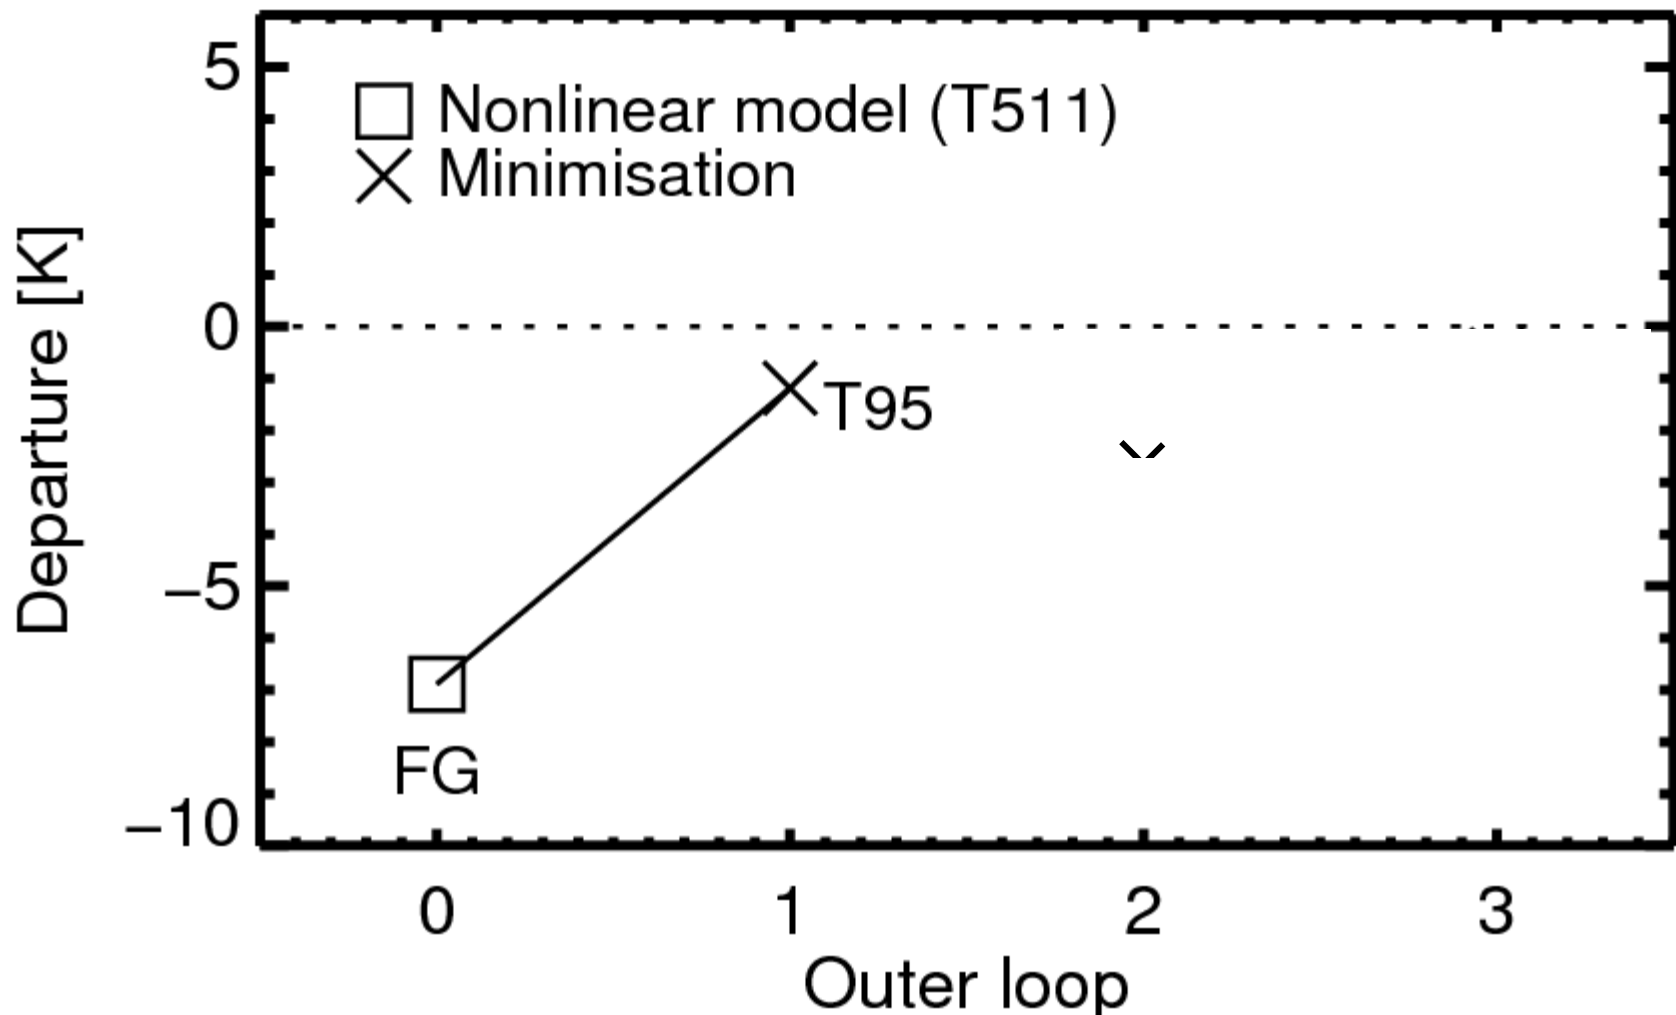 5
Nonlinear model (T511)
Minimisation
Departure [K]
0
T95
−5
FG
−10
0 1 2 3
Outer loop